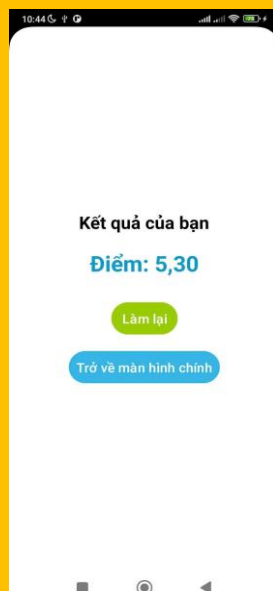 10:44
Kết quả của bạn
Điểm: 5,30
Làm lại
Trở về màn hình chính